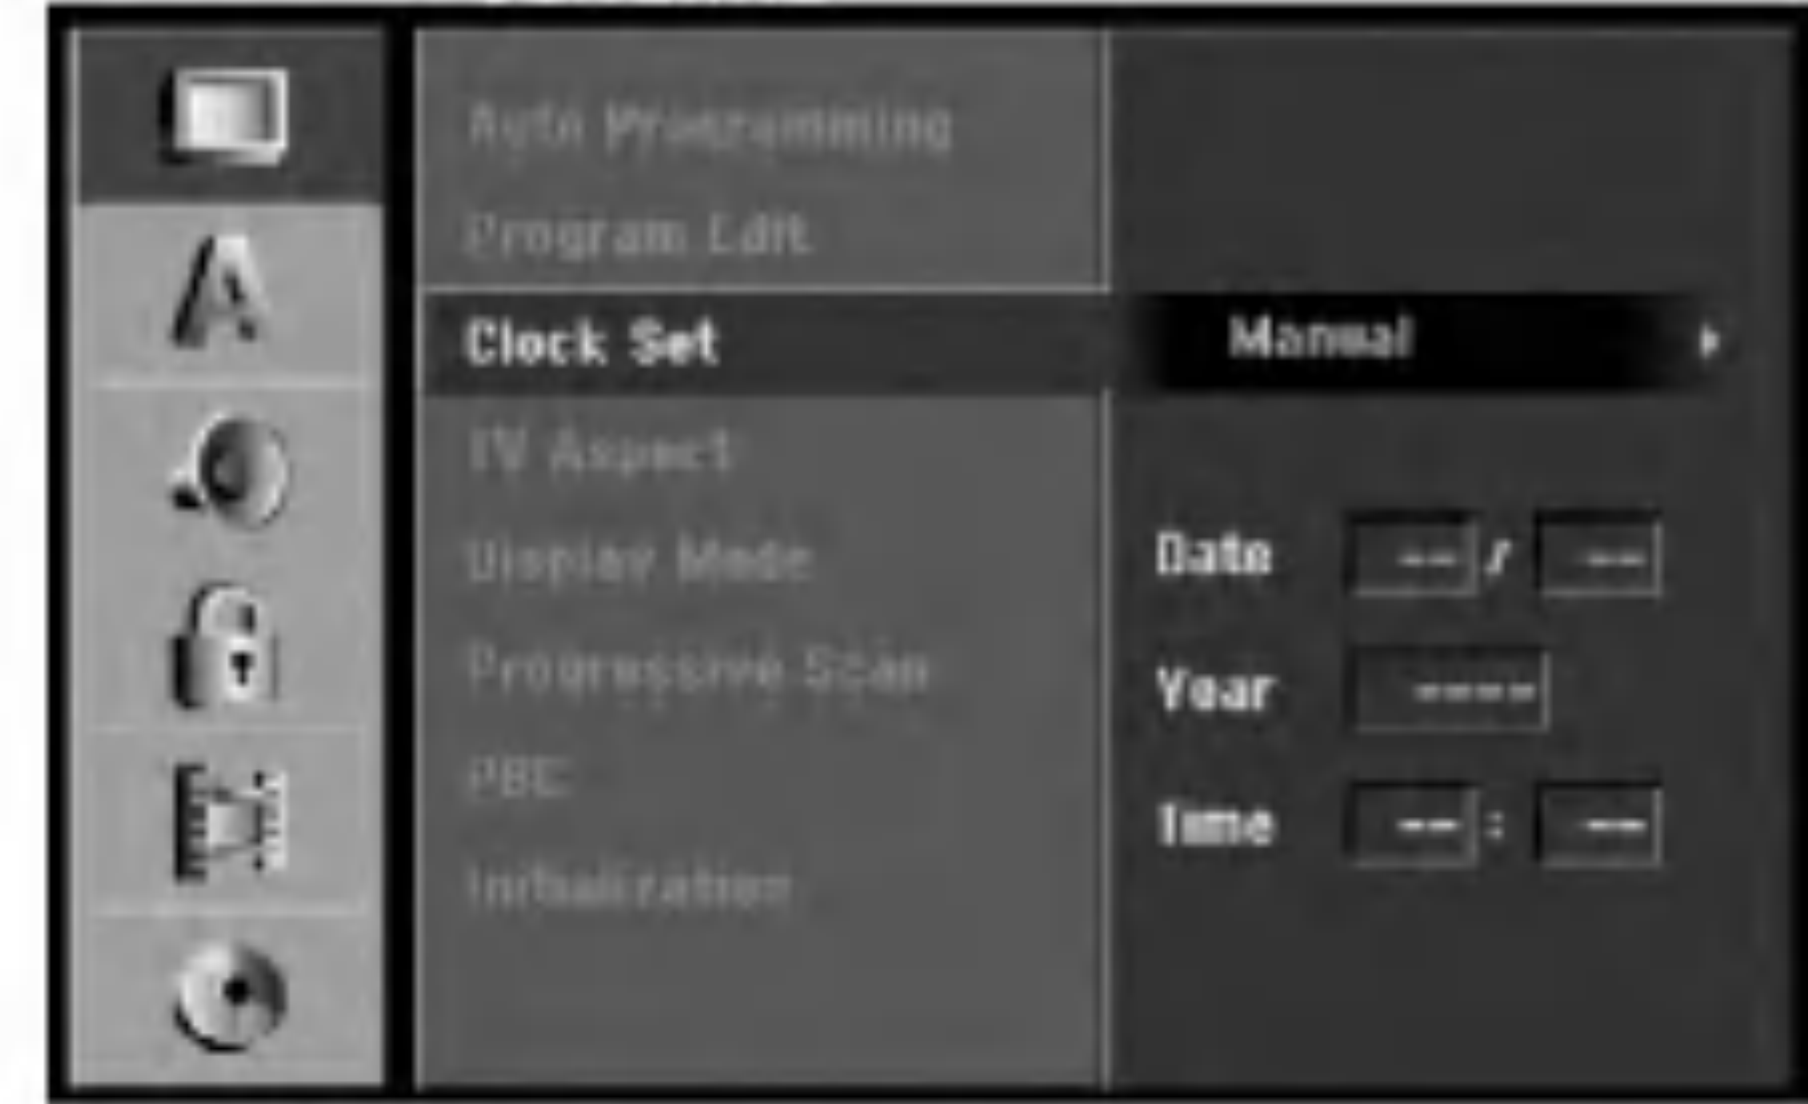 Auto Programming
Program Edit
Clock Set
Manual
TV Aspect
Display Mode
Progressive Scan
PBC
Initialization
Date -- / --
Year ----
Time -- : --